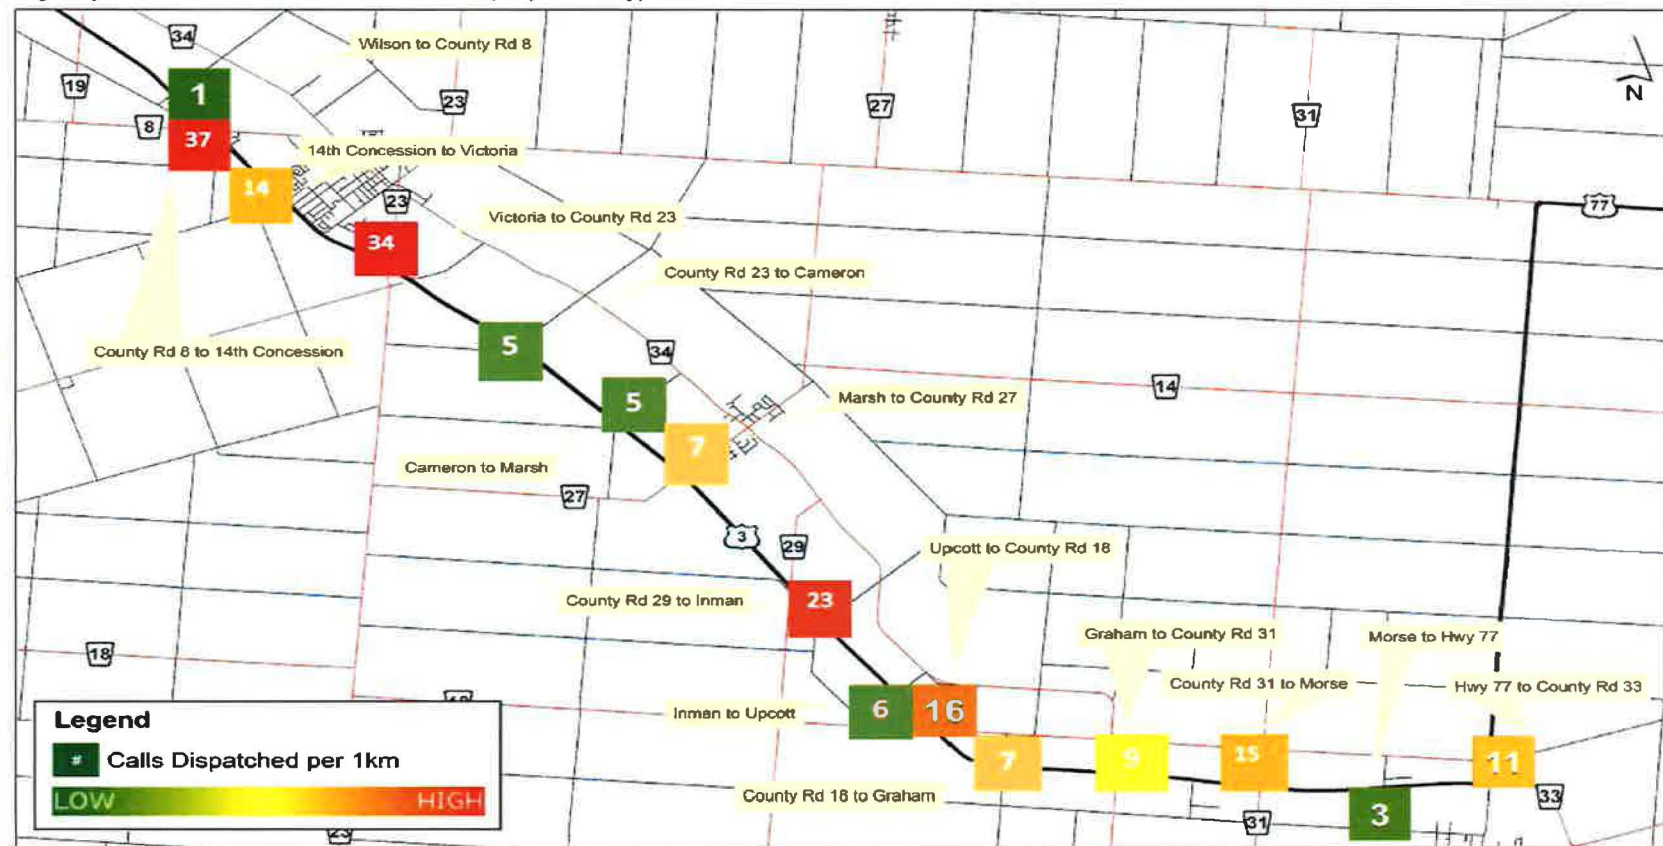 34
Wilson to County Rd 8
19
1
23
27
31
N
8
37
14th Concession to Victoria
14
23
77
Victoria to County Rd 23
34
County Rd 23 to Cameron
County Rd 8 to 14th Concession
5
34
14
5
Marsh to County Rd 27
7
Cameron to Marsh
27
3
29
Upcott to County Rd 18
County Rd 29 to Inman
23
Graham to County Rd 31
Morse to Hwy 77
18
County Rd 31 to Morse
Hwy 77 to County Rd 33
Inman to Upcott
6
16
Legend
# Calls Dispatched per 1km
LOW HIGH
7
9
15
11
County Rd 18 to Graham
33
3
31
23